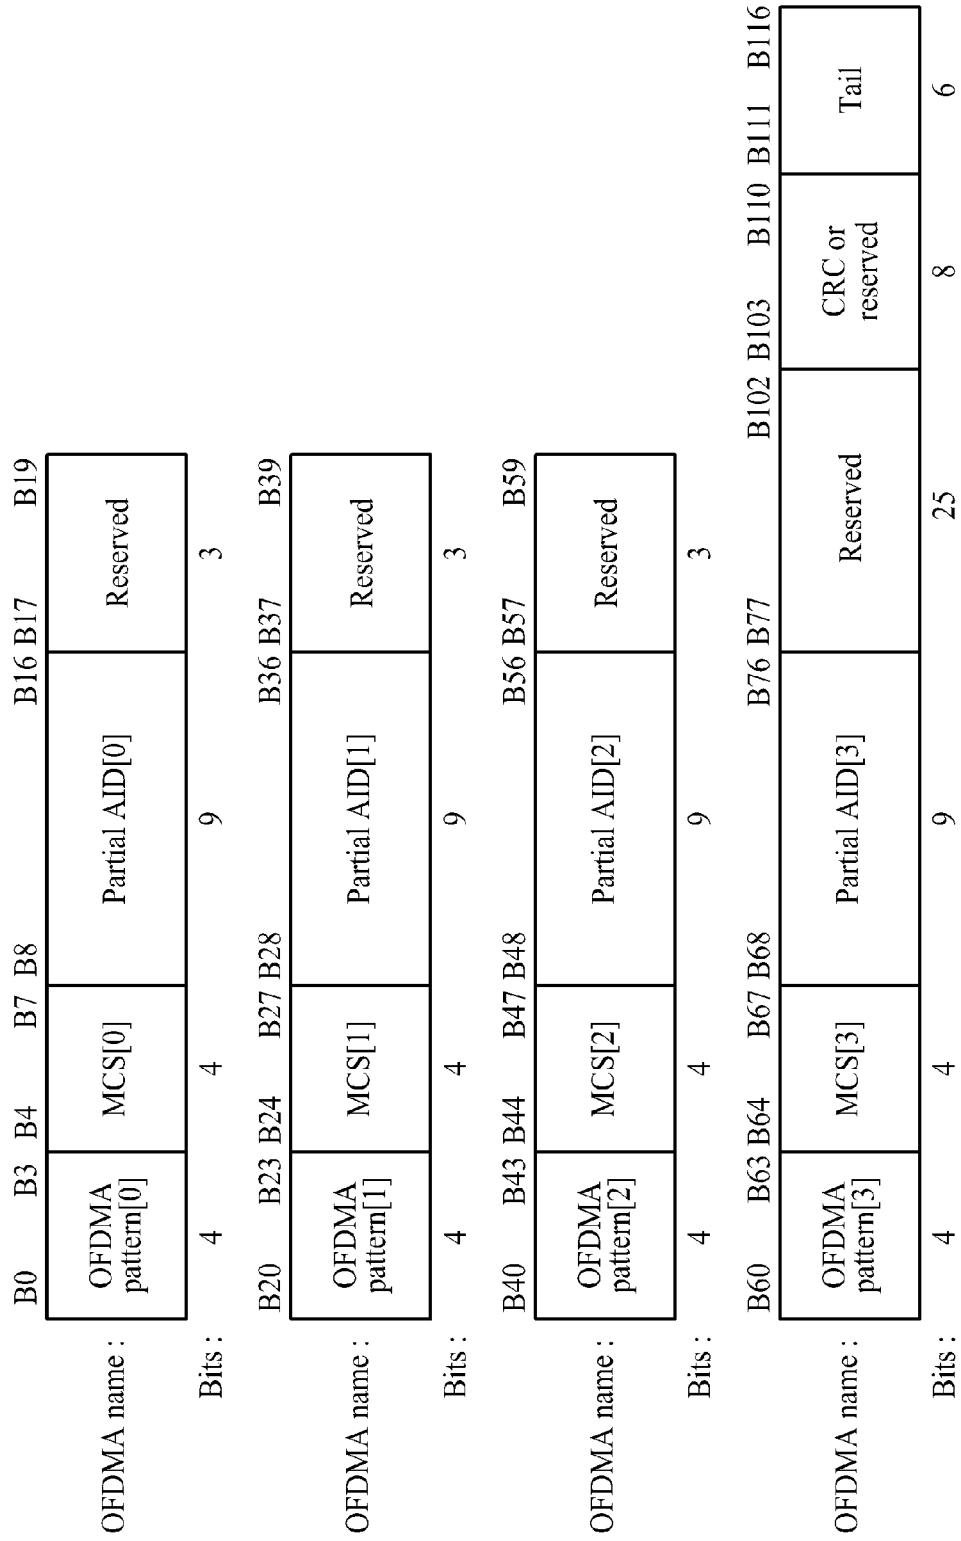 B0 B3 B4 B7 B8 B16 B17 B19
OFDMA name : OFDMA pattern[0] MCS[0] Partial AID[0] Reserved
Bits : 4 4 9 3
B20 B23 B24 B27 B28 B36 B37 B39
OFDMA name : OFDMA pattern[1] MCS[1] Partial AID[1] Reserved
Bits : 4 4 9 3
B40 B43 B44 B47 B48 B56 B57 B59
OFDMA name : OFDMA pattern[2] MCS[2] Partial AID[2] Reserved
Bits : 4 4 9 3
B60 B63 B64 B67 B68 B76 B77 B102 B103 B110 B111 B116
OFDMA name : OFDMA pattern[3] MCS[3] Partial AID[3] Reserved CRC or reserved Tail
Bits : 4 4 9 25 8 6